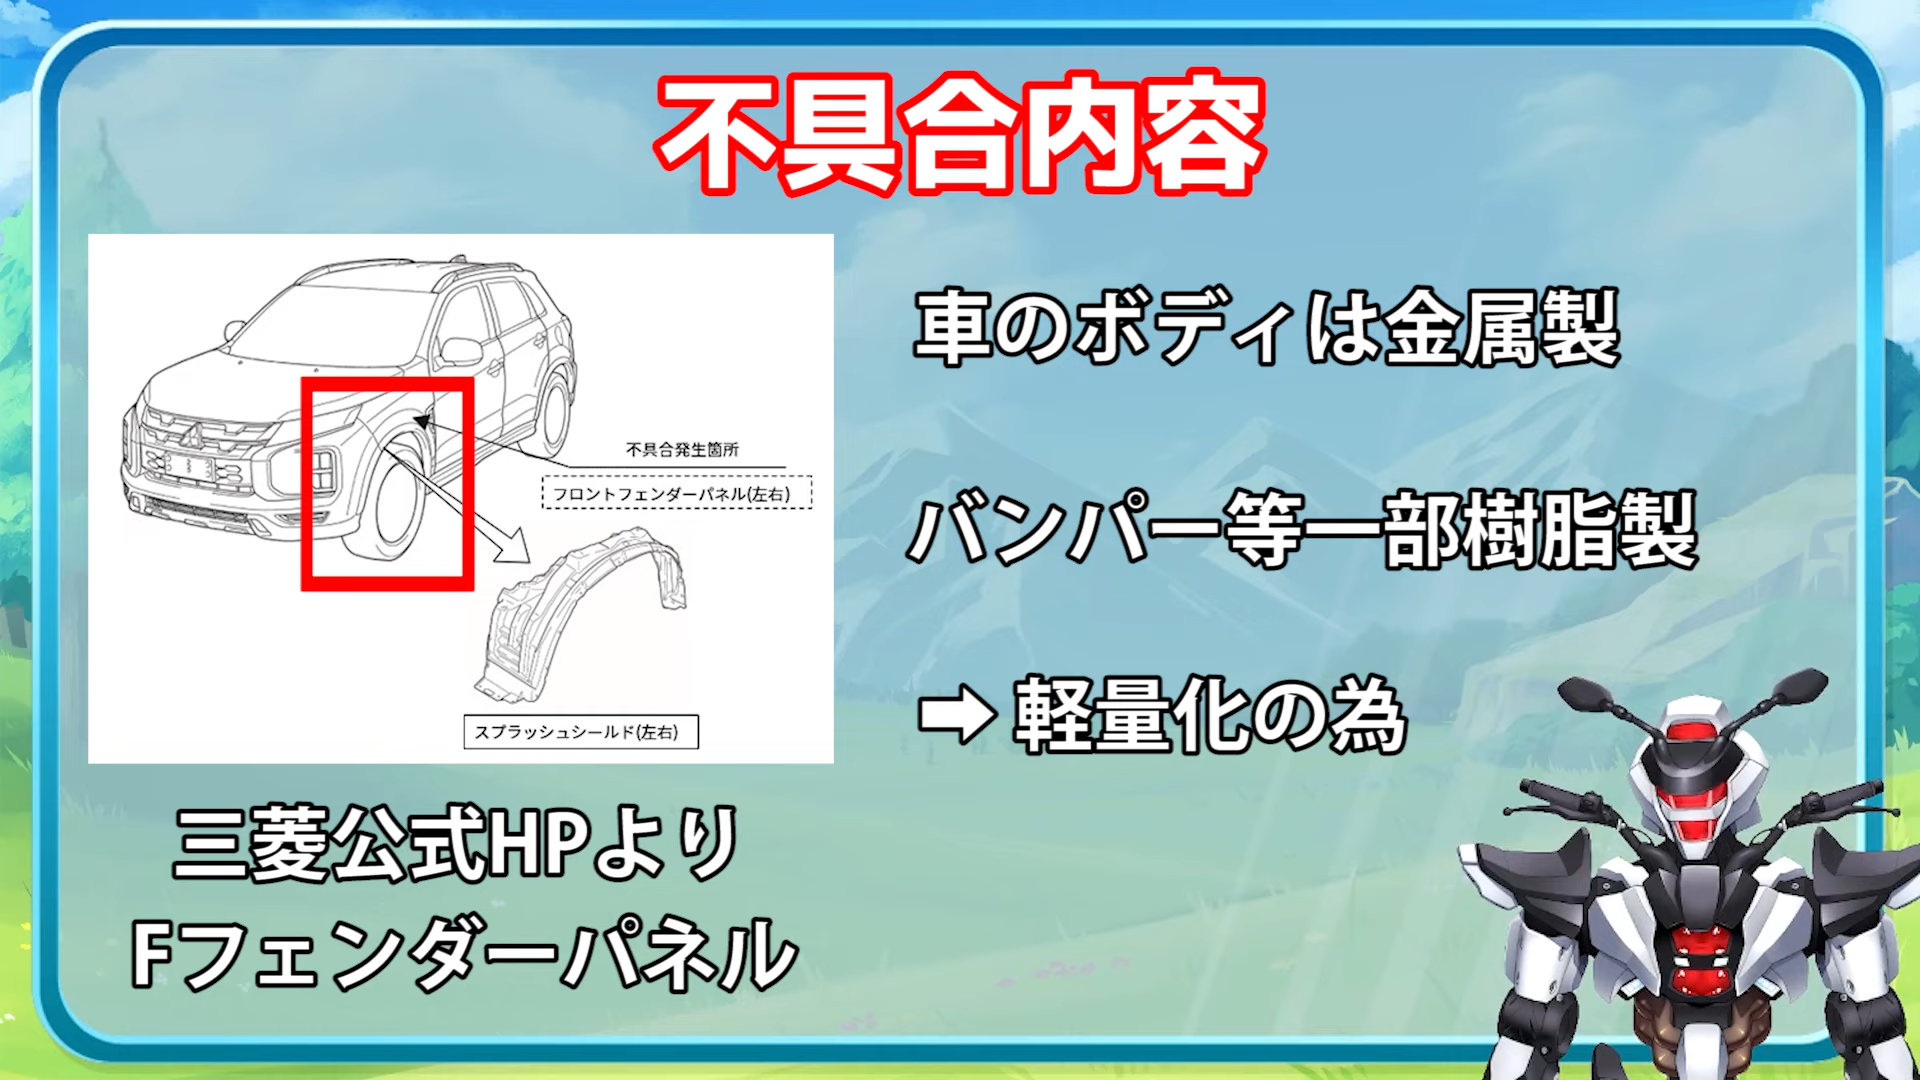 不具合内容
不具合発生箇所
フロントフェンダーパネル(左右)
スプラッシュシールド(左右)
三菱公式HPより
Fフェンダーパネル
車のボディは金属製
バンパー等一部樹脂製
➡ 軽量化の為